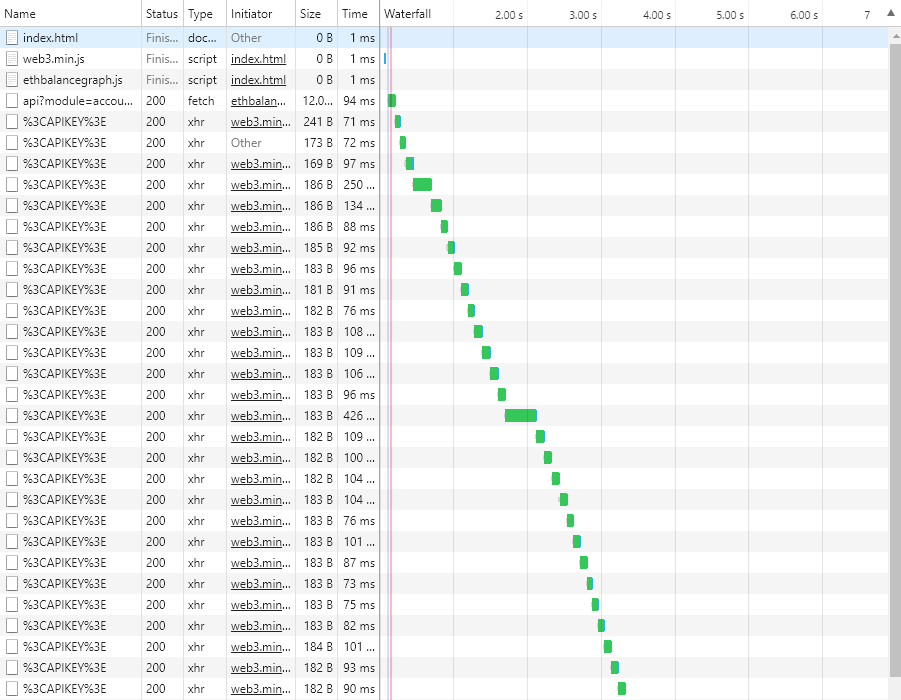 Name Status Type Initiator Size Time Waterfall 2.00 s 3.00 s 4.00 s 5.00 s 6.00 s 7
index.html Finis... doc... Other 0 B 1 ms
web3.min.js Finis... script index.html 0 B 1 ms
ethbalancegraph.js Finis... script index.html 0 B 1 ms
api?module=accou... 200 fetch ethbalan... 12.0... 94 ms
%3CAPIKEY%3E 200 xhr web3.min... 241 B 71 ms
%3CAPIKEY%3E 200 xhr Other 173 B 72 ms
%3CAPIKEY%3E 200 xhr web3.min... 169 B 97 ms
%3CAPIKEY%3E 200 xhr web3.min... 186 B 250 ...
%3CAPIKEY%3E 200 xhr web3.min... 186 B 134 ...
%3CAPIKEY%3E 200 xhr web3.min... 186 B 88 ms
%3CAPIKEY%3E 200 xhr web3.min... 185 B 92 ms
%3CAPIKEY%3E 200 xhr web3.min... 183 B 96 ms
%3CAPIKEY%3E 200 xhr web3.min... 181 B 91 ms
%3CAPIKEY%3E 200 xhr web3.min... 182 B 76 ms
%3CAPIKEY%3E 200 xhr web3.min... 183 B 108 ...
%3CAPIKEY%3E 200 xhr web3.min... 183 B 109 ...
%3CAPIKEY%3E 200 xhr web3.min... 183 B 106 ...
%3CAPIKEY%3E 200 xhr web3.min... 183 B 96 ms
%3CAPIKEY%3E 200 xhr web3.min... 183 B 426 ...
%3CAPIKEY%3E 200 xhr web3.min... 182 B 109 ...
%3CAPIKEY%3E 200 xhr web3.min... 182 B 100 ...
%3CAPIKEY%3E 200 xhr web3.min... 182 B 104 ...
%3CAPIKEY%3E 200 xhr web3.min... 183 B 104 ...
%3CAPIKEY%3E 200 xhr web3.min... 183 B 76 ms
%3CAPIKEY%3E 200 xhr web3.min... 183 B 101 ...
%3CAPIKEY%3E 200 xhr web3.min... 183 B 87 ms
%3CAPIKEY%3E 200 xhr web3.min... 183 B 73 ms
%3CAPIKEY%3E 200 xhr web3.min... 183 B 75 ms
%3CAPIKEY%3E 200 xhr web3.min... 183 B 82 ms
%3CAPIKEY%3E 200 xhr web3.min... 184 B 101 ...
%3CAPIKEY%3E 200 xhr web3.min... 182 B 93 ms
%3CAPIKEY%3E 200 xhr web3.min... 182 B 90 ms